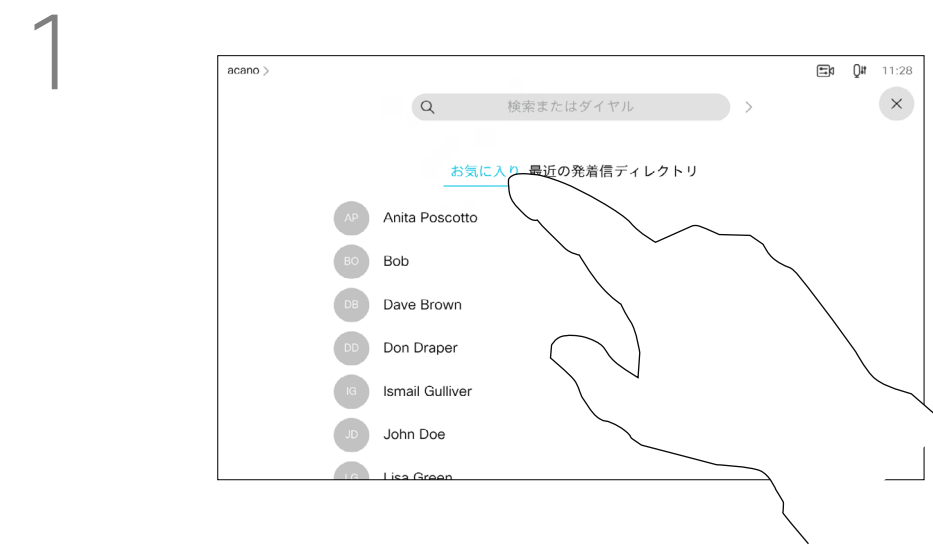 1
acano >
11:28
検索またはダイヤル
お気に入り 最近の発着信ディレクトリ
AP Anita Poscotto
BO Bob
DB Dave Brown
DD Don Draper
IG Ismail Gulliver
JD John Doe
LG Lisa Green